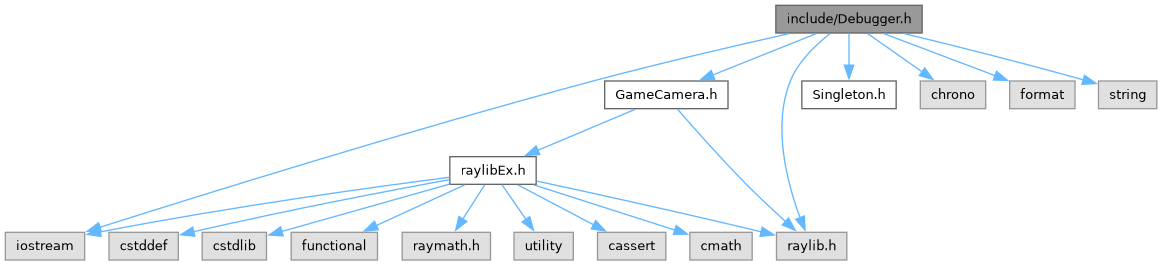 include/Debugger.h
GameCamera.h
Singleton.h
chrono
format
string
raylibEx.h
iostream
cstddef
cstdlib
functional
raymath.h
utility
cassert
cmath
raylib.h